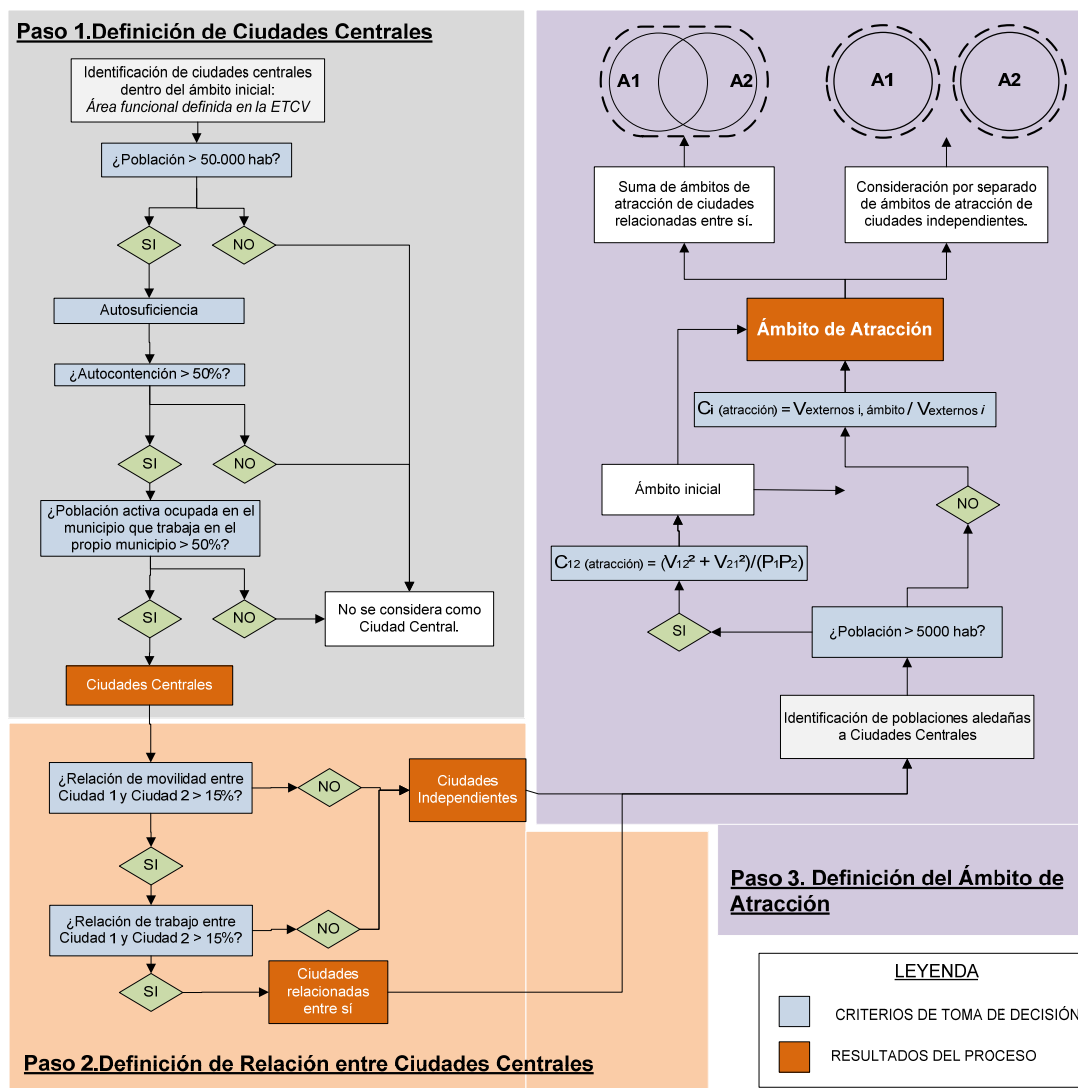 Paso 1.Definición de Ciudades Centrales
Identificación de ciudades centrales
dentro del ámbito inicial:
Área funcional definida en la ETCV
¿Población > 50.000 hab?
SI
NO
Autosuficiencia
¿Autocontención > 50%?
SI
NO
¿Población activa ocupada en el
municipio que trabaja en el
propio municipio > 50%?
SI
NO
No se considera como
Ciudad Central.
Ciudades Centrales
¿Relación de movilidad entre
Ciudad 1 y Ciudad 2 > 15%?
NO
Ciudades
Independientes
SI
¿Relación de trabajo entre
Ciudad 1 y Ciudad 2 > 15%?
NO
SI
Ciudades
relacionadas
entre sí
Paso 2.Definición de Relación entre Ciudades Centrales
A1
A2
A1
A2
Suma de ámbitos de
atracción de ciudades
relacionadas entre sí.
Consideración por separado
de ámbitos de atracción de
ciudades independientes.
Ámbito de Atracción
Ci (atracción) = Vexternos i, ámbito / Vexternos i
Ámbito inicial
NO
C12 (atracción) = (V12² + V21²)/(P1P2)
SI
¿Población > 5000 hab?
Identificación de poblaciones aledañas
a Ciudades Centrales
Paso 3. Definición del Ámbito de
Atracción
LEYENDA
CRITERIOS DE TOMA DE DECISIÓN
RESULTADOS DEL PROCESO